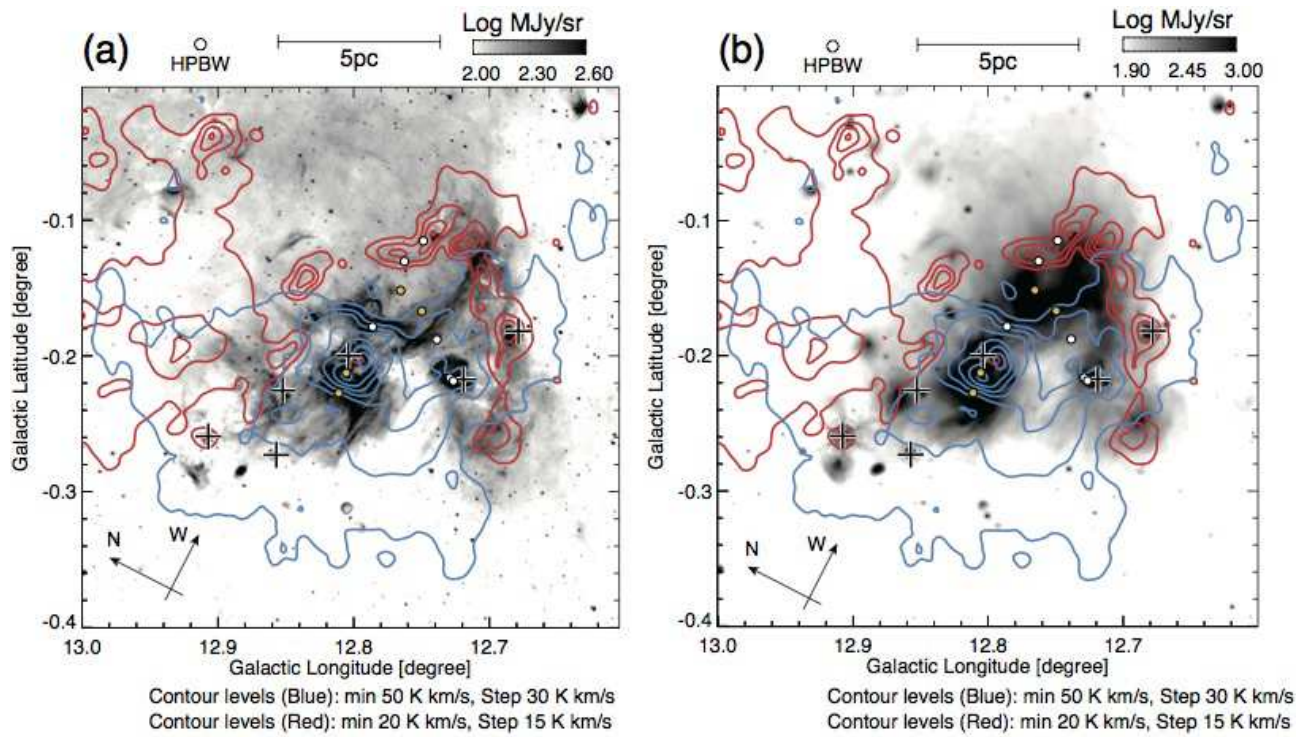 (a)
HPBW
5pc
Log MJy/sr
2.00 2.30 2.60
-0.1
-0.2
-0.3
-0.4
Galactic Latitude [degree]
N
W
13.0 12.9 12.8 12.7
Galactic Longitude [degree]
Contour levels (Blue): min 50 K km/s, Step 30 K km/s
Contour levels (Red): min 20 K km/s, Step 15 K km/s
(b)
HPBW
5pc
Log MJy/sr
1.90 2.45 3.00
-0.1
-0.2
-0.3
-0.4
Galactic Latitude [degree]
N
W
13.0 12.9 12.8 12.7
Galactic Longitude [degree]
Contour levels (Blue): min 50 K km/s, Step 30 K km/s
Contour levels (Red): min 20 K km/s, Step 15 K km/s